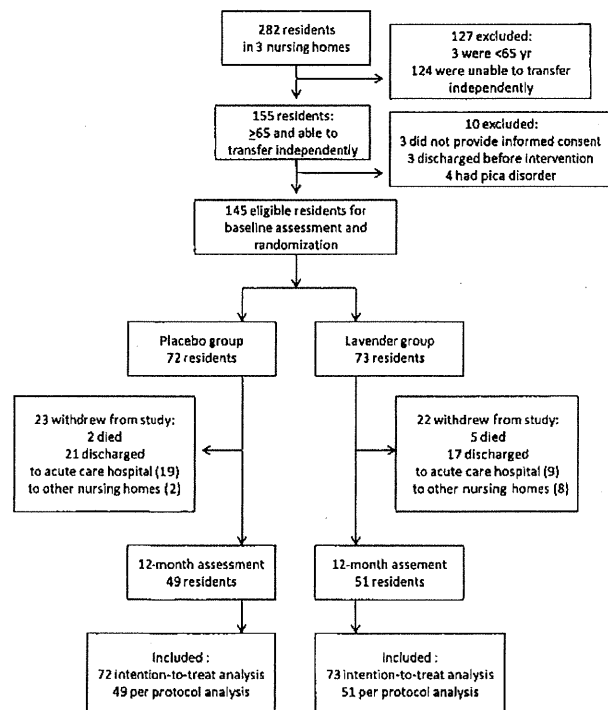 282 residents
in 3 nursing homes
127 excluded:
3 were <65 yr
124 were unable to transfer
independently
155 residents:
≥65 and able to
transfer independently
10 excluded:
3 did not provide informed consent
3 discharged before intervention
4 had pica disorder
145 eligible residents for
baseline assessment and
randomization
Placebo group
72 residents
Lavender group
73 residents
23 withdrew from study:
2 died
21 discharged
to acute care hospital (19)
to other nursing homes (2)
22 withdrew from study:
5 died
17 discharged
to acute care hospital (9)
to other nursing homes (8)
12-month assessment
49 residents
12-month assement
51 residents
Included :
72 intention-to-treat analysis
49 per protocol analysis
Included :
73 intention-to-treat analysis
51 per protocol analysis